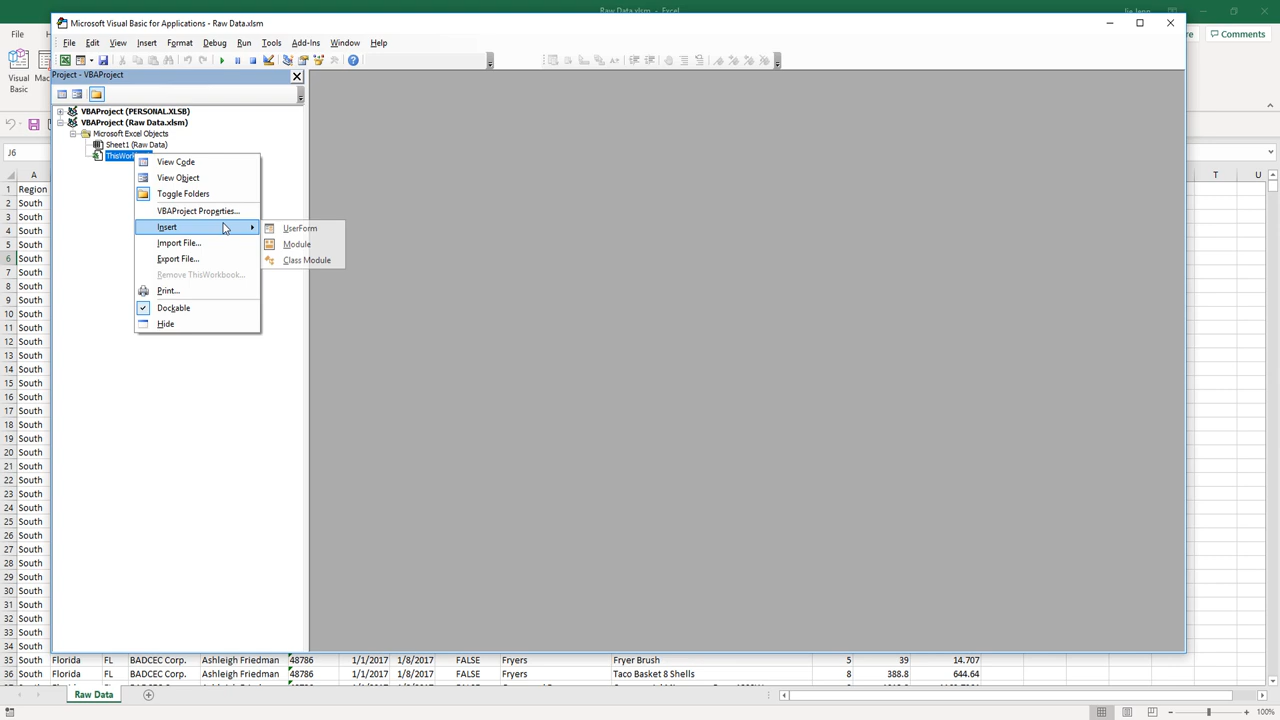 Raw Data.xlsm - Excel
Microsoft Visual Basic for Applications - Raw Data.xlsm
File Edit View Insert Format Debug Run Tools Add-Ins Window Help
File
Comments
Visual
Basic
Project - VBAProject
VBAProject (PERSONAL.XLSB)
VBAProject (Raw Data.xlsm)
Microsoft Excel Objects
Sheet1 (Raw Data)
View Code
View Object
Toggle Folders
VBAProject Properties...
Insert
Import File...
Export File...
Remove ThisWorkbook...
Print...
Dockable
Hide
UserForm
Module
Class Module
J6
A T U
1 Region
2 South
3 South
4 South
5 South
6 South
7 South
8 South
9 South
10 South
11 South
12 South
13 South
14 South
15 South
16 South
17 South
18 South
19 South
20 South
21 South
22 South
23 South
24 South
25 South
26 South
27 South
28 South
29 South
30 South
31 South
32 South
33 South
34 South
35 South Florida FL BADCEC Corp. Ashleigh Friedman 48786 1/1/2017 1/8/2017 FALSE Fryers Fryer Brush 5 39 14.707
36 South Florida FL BADCEC Corp. Ashleigh Friedman 48786 1/1/2017 1/8/2017 FALSE Fryers Taco Basket 8 Shells 8 388.8 644.64
Raw Data
100%